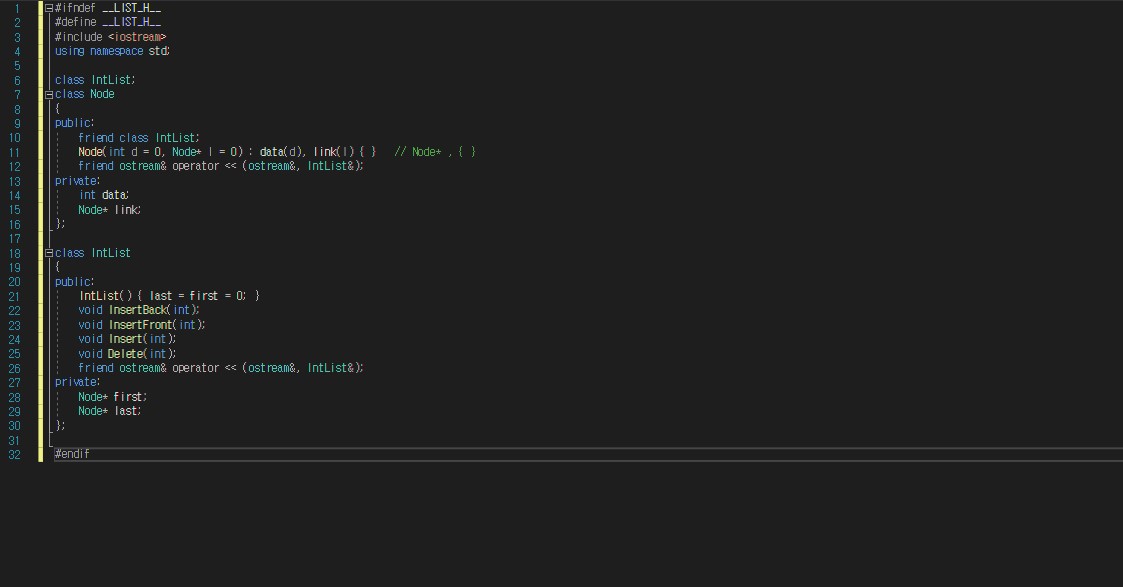 1 #ifndef __LIST_H__
2 #define __LIST_H__
3 #include <iostream>
4 using namespace std;
5
6 class IntList;
7 class Node
8 {
9 public:
10 friend class IntList;
11 Node(int d = 0, Node* l = 0) : data(d), link(l) { } // Node* , { }
12 friend ostream& operator << (ostream&, IntList&);
13 private:
14 int data;
15 Node* link;
16 };
17
18 class IntList
19 {
20 public:
21 IntList() { last = first = 0; }
22 void InsertBack(int);
23 void InsertFront(int);
24 void Insert(int);
25 void Delete(int);
26 friend ostream& operator << (ostream&, IntList&);
27 private:
28 Node* first;
29 Node* last;
30 };
31
32 #endif